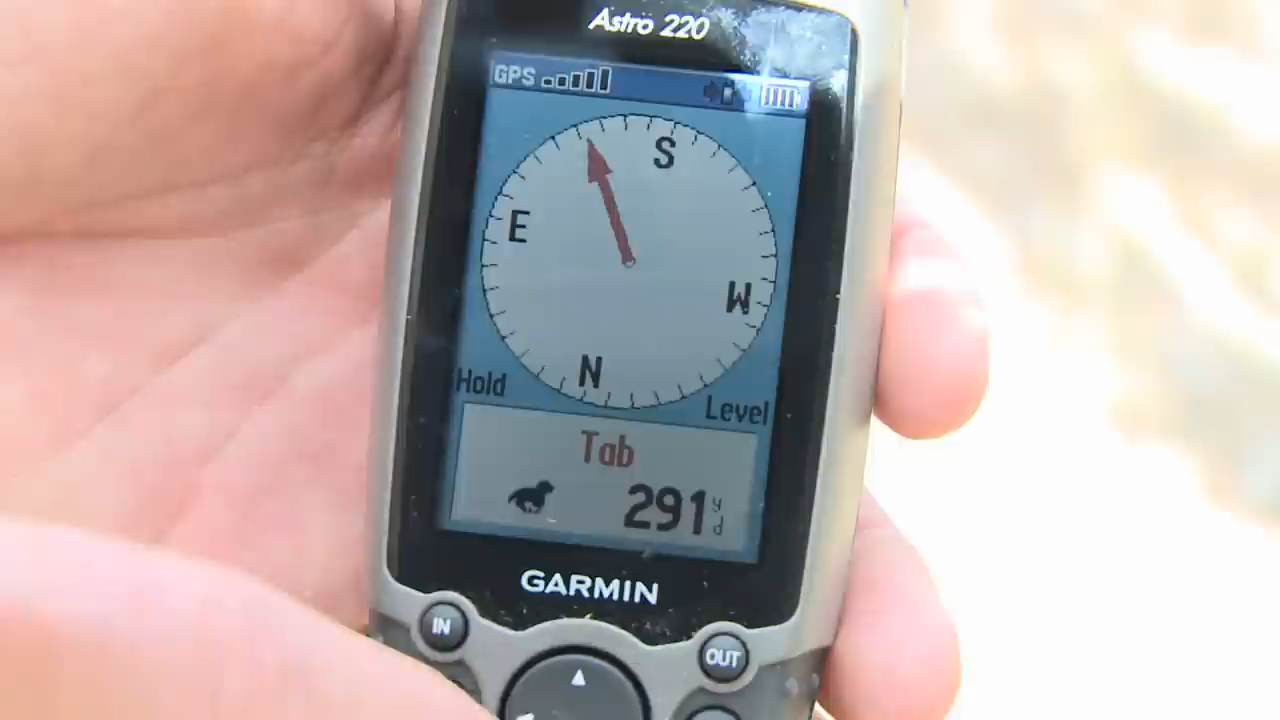 Astro 220
GPS
S
E
W
N
Hold
Level
Tab
291 yd
GARMIN
IN
OUT